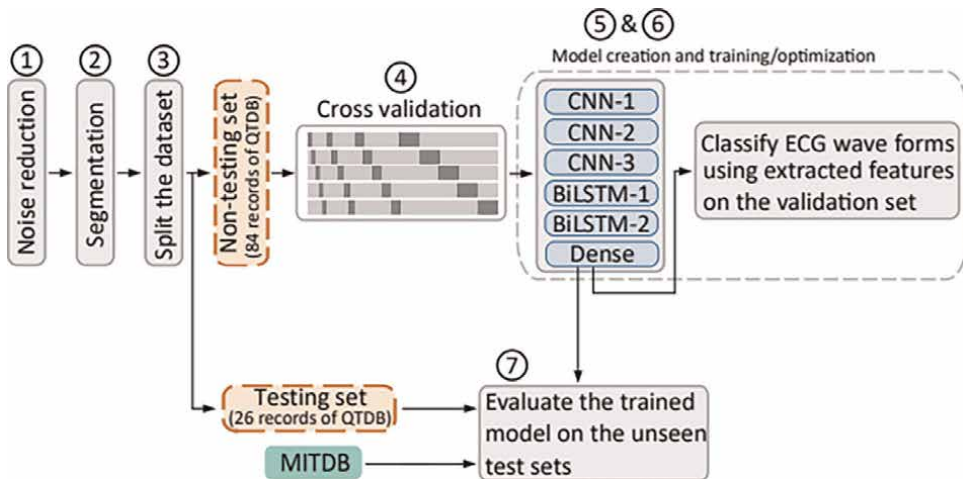 ①
Noise reduction
②
Segmentation
③
Split the dataset
Non-testing set
(84 records of QTDB)
④
Cross validation
⑤ & ⑥
Model creation and training/optimization
CNN-1
CNN-2
CNN-3
BiLSTM-1
BiLSTM-2
Dense
Classify ECG wave forms
using extracted features
on the validation set
Testing set
(26 records of QTDB)
MITDB
⑦
Evaluate the trained
model on the unseen
test sets